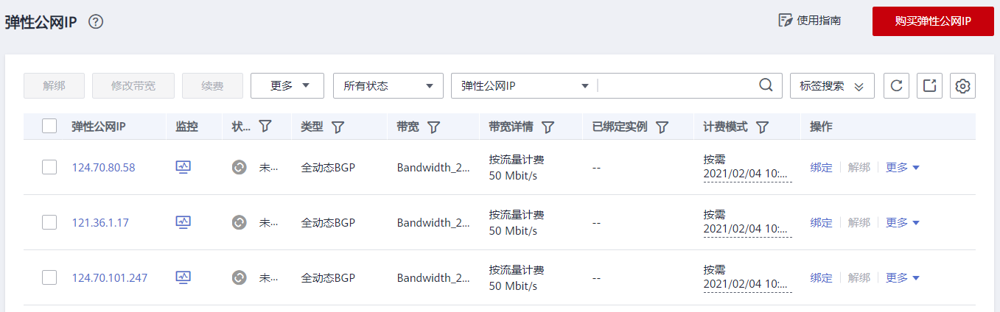 弹性公网IP ? 使用指南 购买弹性公网IP
解绑 修改带宽 续费 更多 所有状态 弹性公网IP 标签搜索
弹性公网IP 监控 状... 类型 带宽 带宽详情 已绑定实例 计费模式 操作
124.70.80.58 未... 全动态BGP Bandwidth_2... 按流量计费 -- 按需 绑定 解绑 更多
50 Mbit/s 2021/02/04 10:...
121.36.1.17 未... 全动态BGP Bandwidth_2... 按流量计费 -- 按需 绑定 解绑 更多
50 Mbit/s 2021/02/04 10:...
124.70.101.247 未... 全动态BGP Bandwidth_2... 按流量计费 -- 按需 绑定 解绑 更多
50 Mbit/s 2021/02/04 10:...